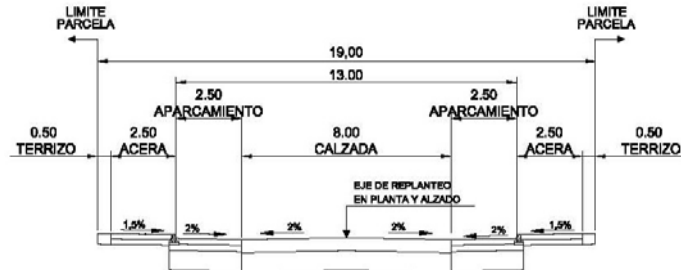 LIMITE
PARCELA
LIMITE
PARCELA
19,00
13.00
2.50
APARCAMIENTO
2.50
APARCAMIENTO
0.50
TERRIZO
2.50
ACERA
8.00
CALZADA
2.50
ACERA
0.50
TERRIZO
EJE DE REPLANTEO
EN PLANTA Y ALZADO
1,5% 2% 2% 2% 2% 1,5%